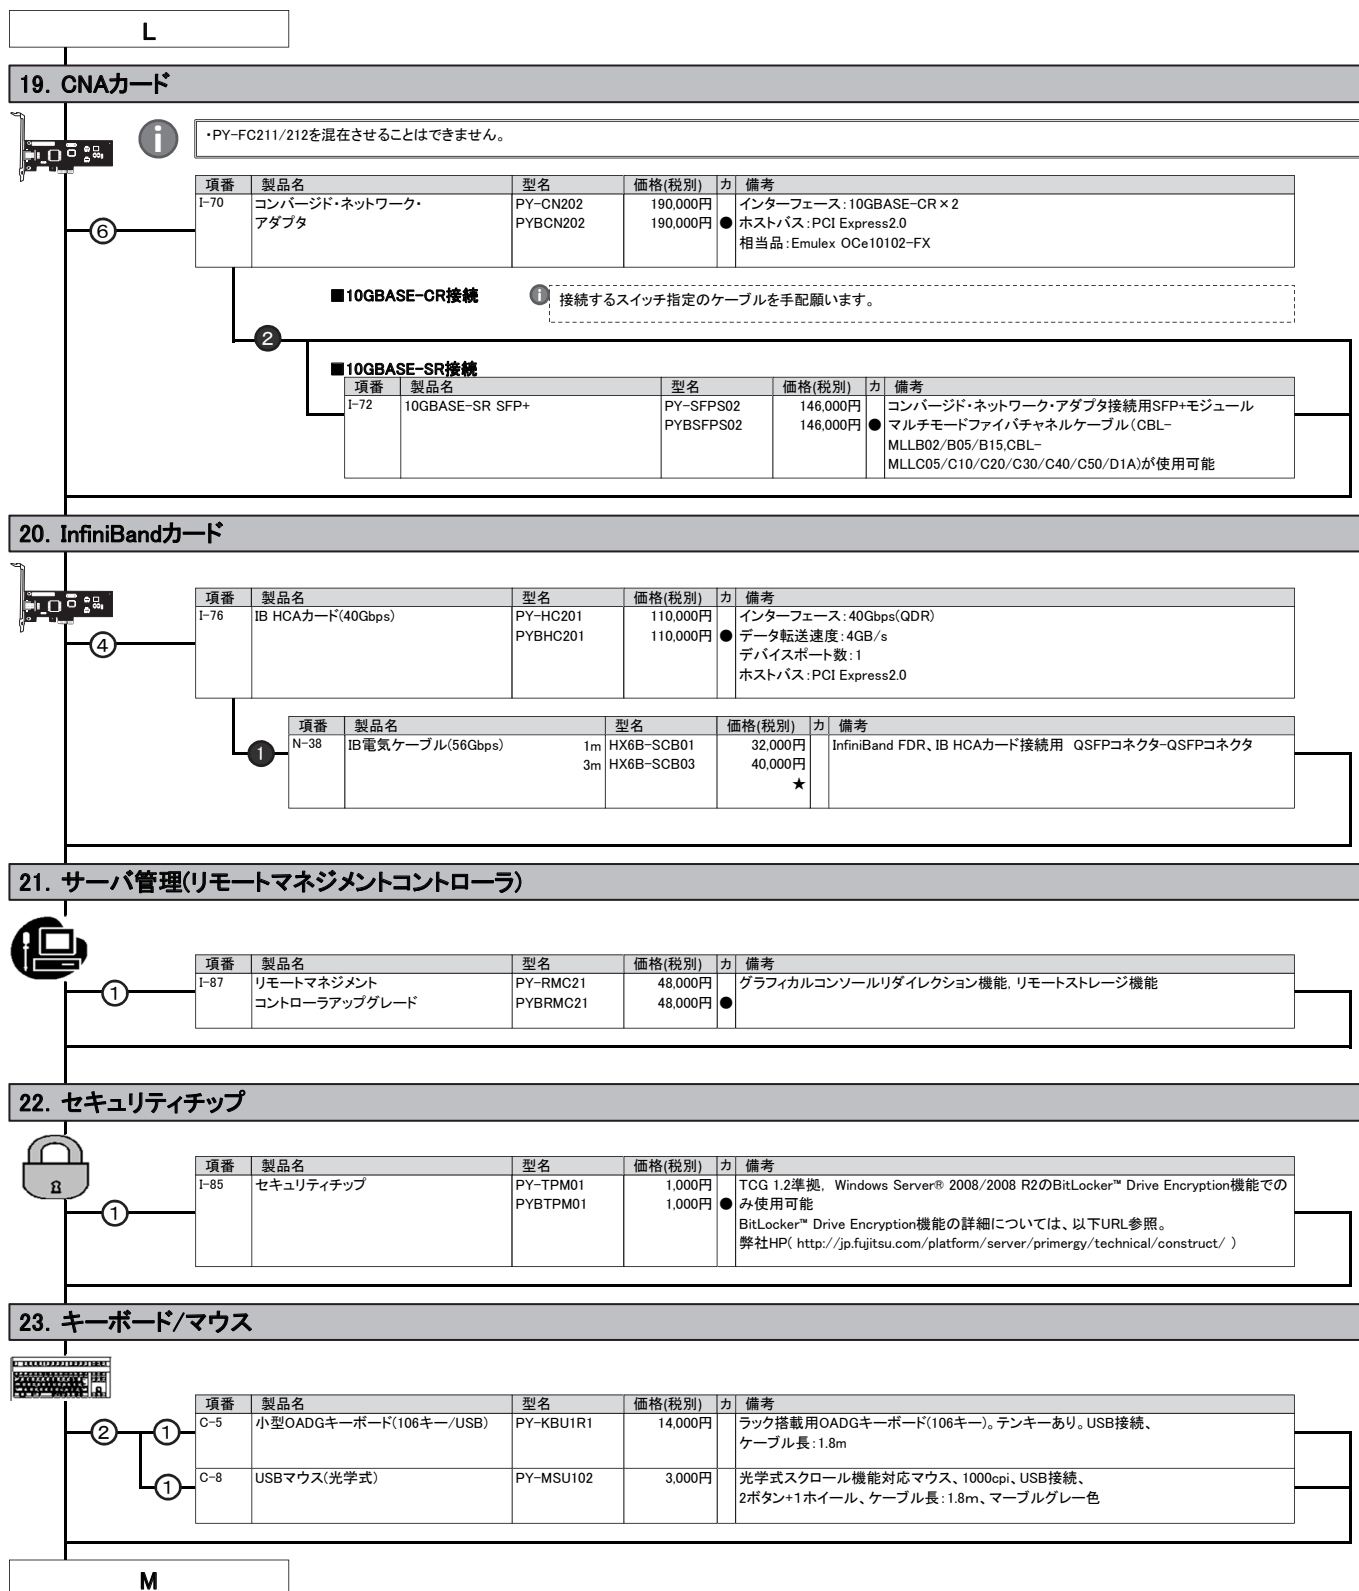 L
19. CNAカード
・PY-FC211/212を混在させることはできません。
項番 製品名 型名 価格(税別) カ 備考
I-70 コンバージド・ネットワーク・ PY-CN202 190,000円 インターフェース:10GBASE-CR×2
アダプタ PYBCN202 190,000円 ● ホストバス:PCI Express2.0
相当品:Emulex OCe10102-FX
⑥
■10GBASE-CR接続 接続するスイッチ指定のケーブルを手配願います。
❷
■10GBASE-SR接続
項番 製品名 型名 価格(税別) カ 備考
I-72 10GBASE-SR SFP+ PY-SFPS02 146,000円 コンバージド・ネットワーク・アダプタ接続用SFP+モジュール
PYBSFPS02 146,000円 ● マルチモードファイバチャネルケーブル(CBL-
MLLB02/B05/B15,CBL-
MLLC05/C10/C20/C30/C40/C50/D1A)が使用可能
20. InfiniBandカード
項番 製品名 型名 価格(税別) カ 備考
I-76 IB HCAカード(40Gbps) PY-HC201 110,000円 インターフェース:40Gbps(QDR)
PYBHC201 110,000円 ● データ転送速度:4GB/s
④ デバイスポート数:1
ホストバス:PCI Express2.0
項番 製品名 型名 価格(税別) カ 備考
❶ N-38 IB電気ケーブル(56Gbps) 1m HX6B-SCB01 32,000円 InfiniBand FDR、IB HCAカード接続用 QSFPコネクタ-QSFPコネクタ
3m HX6B-SCB03 40,000円
★
21. サーバ管理(リモートマネジメントコントローラ)
項番 製品名 型名 価格(税別) カ 備考
I-87 リモートマネジメント PY-RMC21 48,000円 グラフィカルコンソールリダイレクション機能, リモートストレージ機能
① コントローラアップグレード PYBRMC21 48,000円 ●
22. セキュリティチップ
項番 製品名 型名 価格(税別) カ 備考
I-85 セキュリティチップ PY-TPM01 1,000円 TCG 1.2準拠, Windows Server® 2008/2008 R2のBitLocker™ Drive Encryption機能での
① PYBTPM01 1,000円 ● み使用可能
BitLocker™ Drive Encryption機能の詳細については、以下URL参照。
弊社HP( http://jp.fujitsu.com/platform/server/primergy/technical/construct/ )
23. キーボード/マウス
項番 製品名 型名 価格(税別) カ 備考
② ① C-5 小型OADGキーボード(106キー/USB) PY-KBU1R1 14,000円 ラック搭載用OADGキーボード(106キー)。テンキーあり。USB接続、
ケーブル長:1.8m
① C-8 USBマウス(光学式) PY-MSU102 3,000円 光学式スクロール機能対応マウス、1000cpi、USB接続、
2ボタン+1ホイール、ケーブル長:1.8m、マーブルグレー色
M